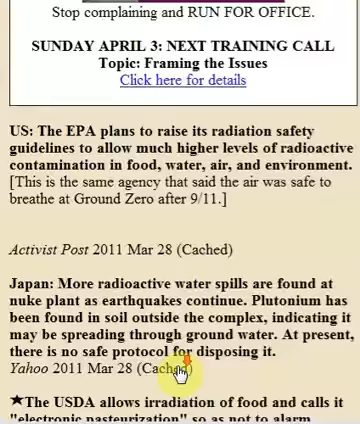 Stop complaining and RUN FOR OFFICE.
SUNDAY APRIL 3: NEXT TRAINING CALL
Topic: Framing the Issues
Click here for details
US: The EPA plans to raise its radiation safety
guidelines to allow much higher levels of radioactive
contamination in food, water, air, and environment.
[This is the same agency that said the air was safe to
breathe at Ground Zero after 9/11.]
Activist Post 2011 Mar 28 (Cached)
Japan: More radioactive water spills are found at
nuke plant as earthquakes continue. Plutonium has
been found in soil outside the complex, indicating it
may be spreading through ground water. At present,
there is no safe protocol for disposing it.
Yahoo 2011 Mar 28 (Cached)
★The USDA allows irradiation of food and calls it
"electronic pasteurization" so as not to alarm